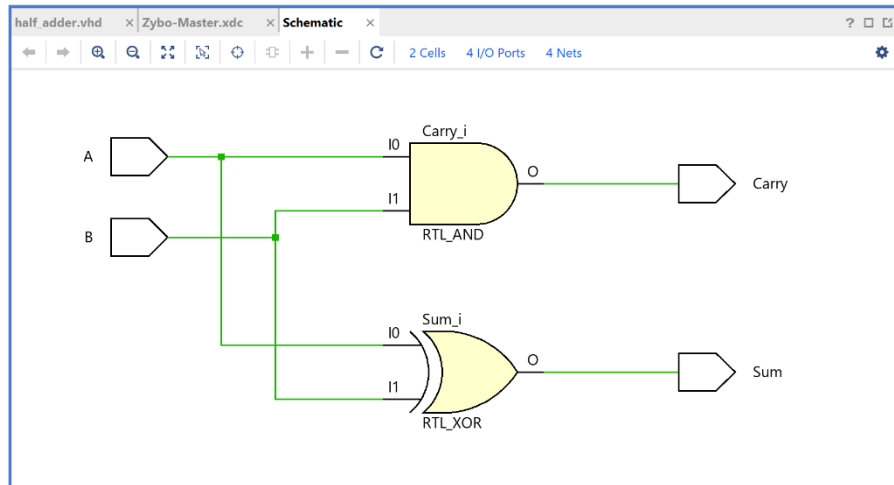 half_adder.vhd × Zybo-Master.xdc × Schematic × ?
2 Cells 4 I/O Ports 4 Nets
Carry_i
A I0 O Carry
I1
B
RTL_AND
Sum_i
I0 O Sum
I1
RTL_XOR